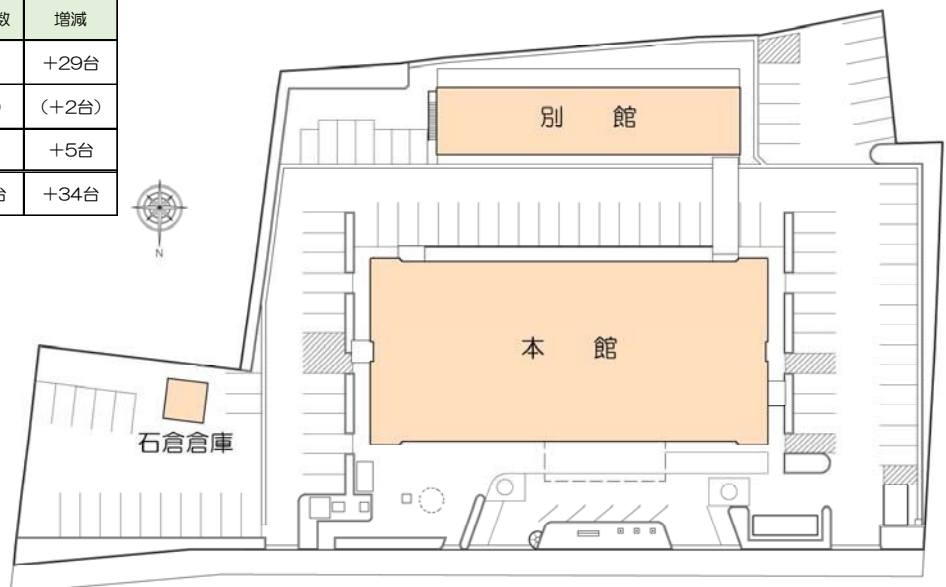 数 増減
+29台
) (+2台)
+5台
台 +34台
別 館
N
本 館
石倉倉庫